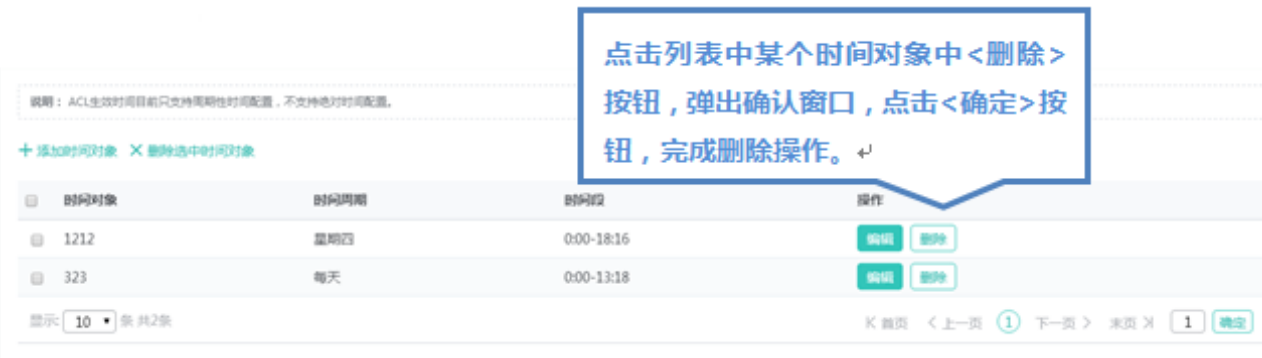 点击列表中某个时间对象中<删除>
按钮，弹出确认窗口，点击<确定>按
钮，完成删除操作。↵
说明： ACL生效时间目前只支持周期性时间配置，不支持绝对时间配置。
添加时间对象 删除选中时间对象
时间对象 时间周期 时间段 操作
1212 星期四 0:00-18:16 编辑 删除
323 每天 0:00-13:18 编辑 删除
显示: 10 条 共2条 首页 上一页 1 下一页 末页 1 确定